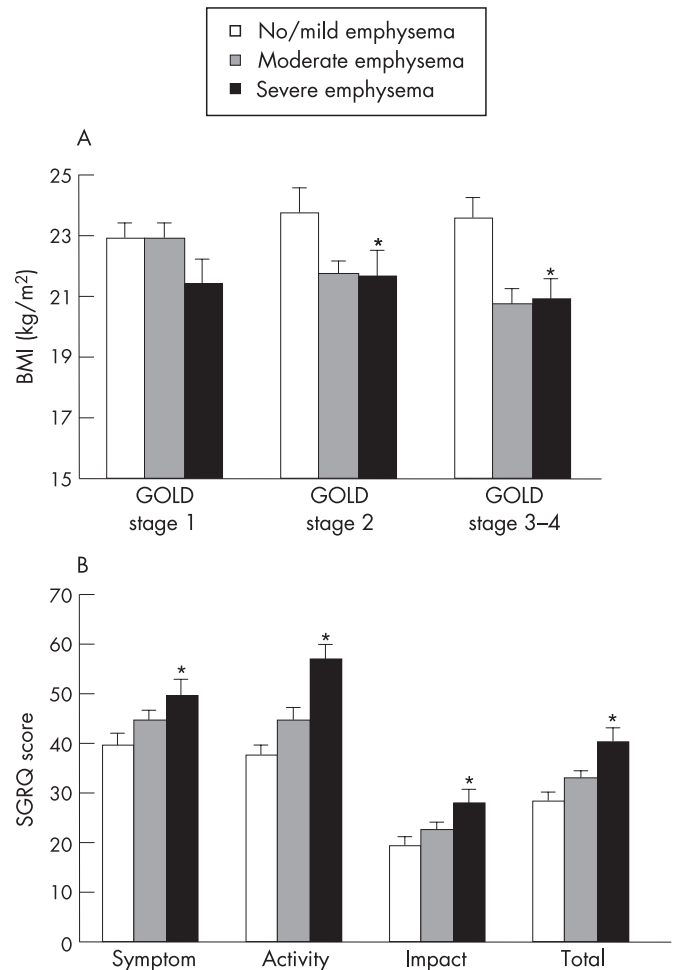 No/mild emphysema
Moderate emphysema
Severe emphysema
A
25
23
21
19
17
15
BMI (kg/m²)
* *
GOLD GOLD GOLD
stage 1 stage 2 stage 3–4
B
70
60
50
40
30
20
10
0
SGRQ score
* * * *
Symptom Activity Impact Total